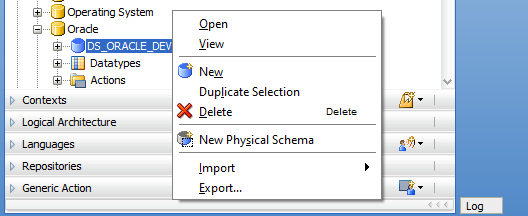 Operating System
Oracle
DS_ORACLE_DEV
Datatypes
Actions
Contexts
Logical Architecture
Languages
Repositories
Generic Action
Open
View
New
Duplicate Selection
Delete Delete
New Physical Schema
Import
Export...
Log